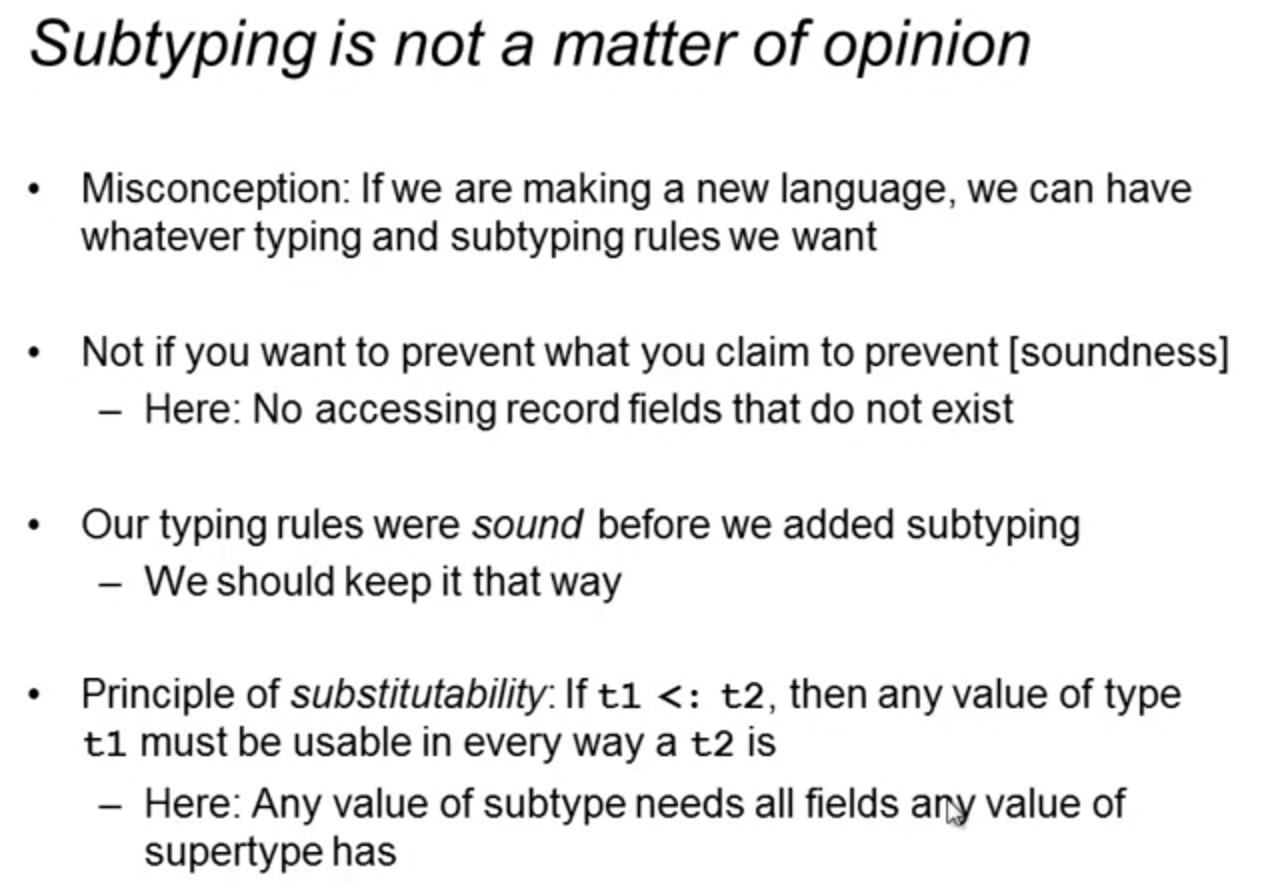 Subtyping is not a matter of opinion
• Misconception: If we are making a new language, we can have
whatever typing and subtyping rules we want
• Not if you want to prevent what you claim to prevent [soundness]
– Here: No accessing record fields that do not exist
• Our typing rules were sound before we added subtyping
– We should keep it that way
• Principle of substitutability: If t1 <: t2, then any value of type
t1 must be usable in every way a t2 is
– Here: Any value of subtype needs all fields any value of
supertype has